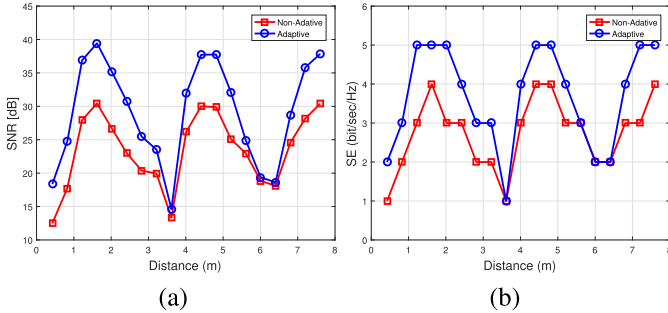 45
40
35
30
25
20
15
10
SNR [dB]
0 1 2 3 4 5 6 7 8
Distance (m)
Non-Adative
Adaptive
(a)
6
5
4
3
2
1
0
SE (bit/sec/Hz)
0 1 2 3 4 5 6 7 8
Distance (m)
Non-Adative
Adaptive
(b)